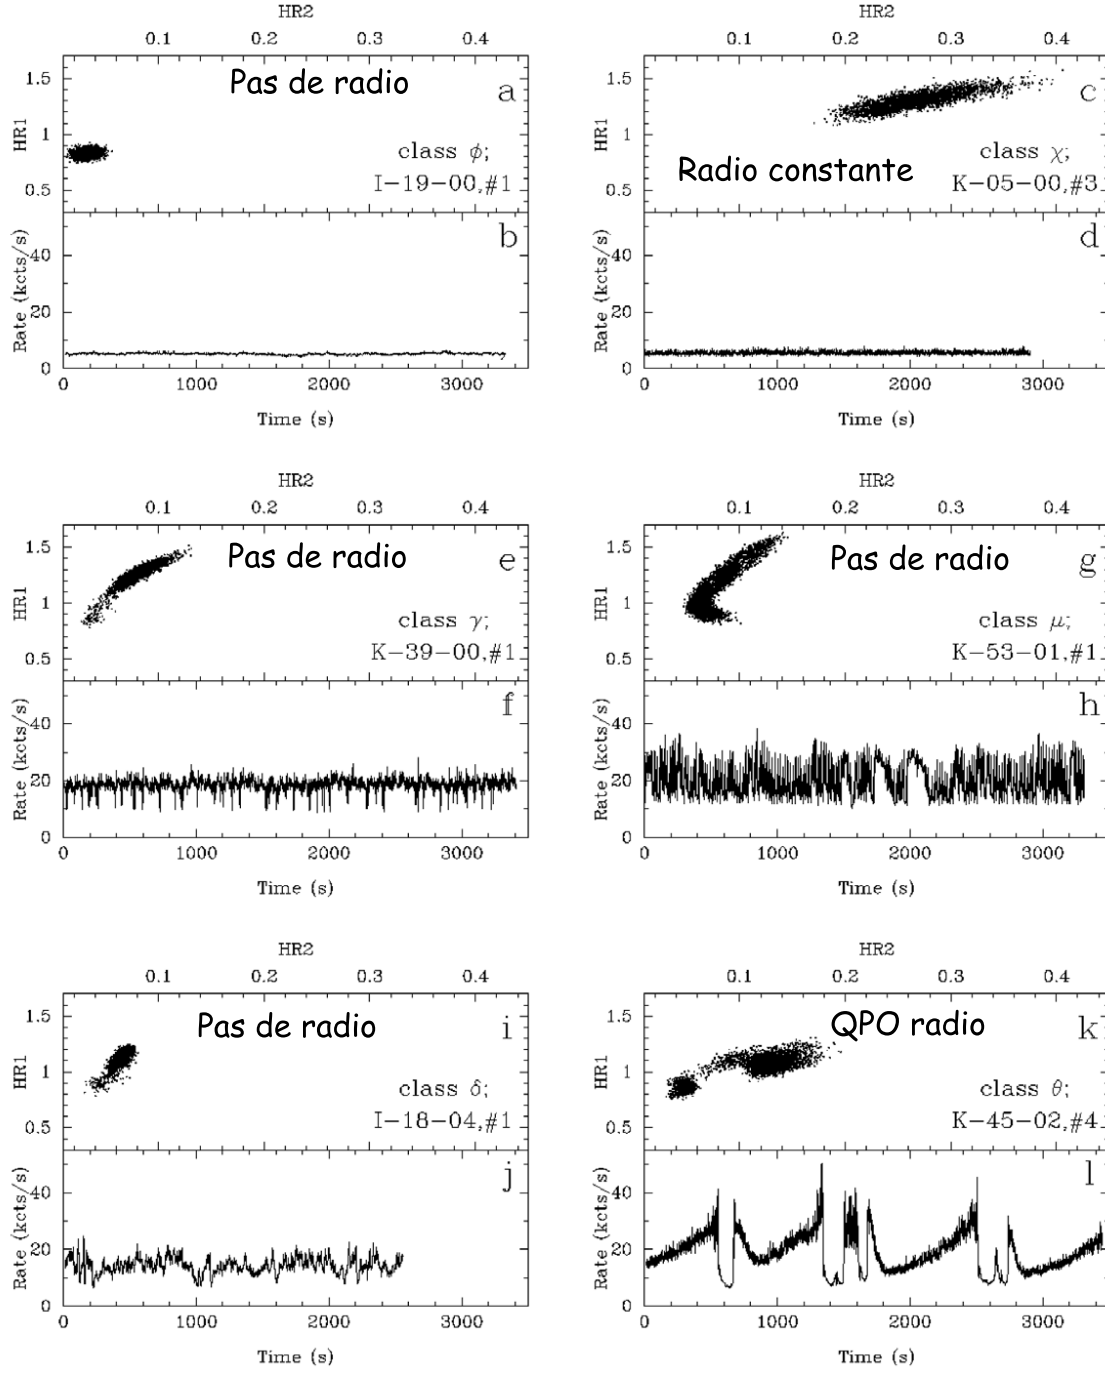 HR2
0.1 0.2 0.3 0.4
HR1
1.5
1
0.5
Pas de radio
a
class ϕ;
I−19−00,#1
Rate (kcts/s)
40
20
0
b
0 1000 2000 3000
Time (s)
HR2
0.1 0.2 0.3 0.4
HR1
1.5
1
0.5
c
Radio constante
class χ;
K−05−00,#3
Rate (kcts/s)
40
20
0
d
0 1000 2000 3000
Time (s)
HR2
0.1 0.2 0.3 0.4
HR1
1.5
1
0.5
Pas de radio
e
class γ;
K−39−00,#1
Rate (kcts/s)
40
20
0
f
0 1000 2000 3000
Time (s)
HR2
0.1 0.2 0.3 0.4
HR1
1.5
1
0.5
Pas de radio
g
class μ;
K−53−01,#1
Rate (kcts/s)
40
20
0
h
0 1000 2000 3000
Time (s)
HR2
0.1 0.2 0.3 0.4
HR1
1.5
1
0.5
Pas de radio
i
class δ;
I−18−04,#1
Rate (kcts/s)
40
20
0
j
0 1000 2000 3000
Time (s)
HR2
0.1 0.2 0.3 0.4
HR1
1.5
1
0.5
QPO radio
k
class θ;
K−45−02,#4
Rate (kcts/s)
40
20
0
l
0 1000 2000 3000
Time (s)